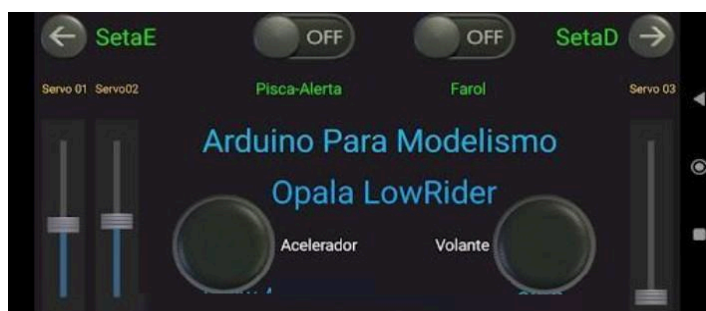 SetaE OFF OFF SetaD
Servo 01 Servo02 Pisca-Alerta Farol Servo 03
Arduino Para Modelismo
Opala LowRider
Acelerador Volante